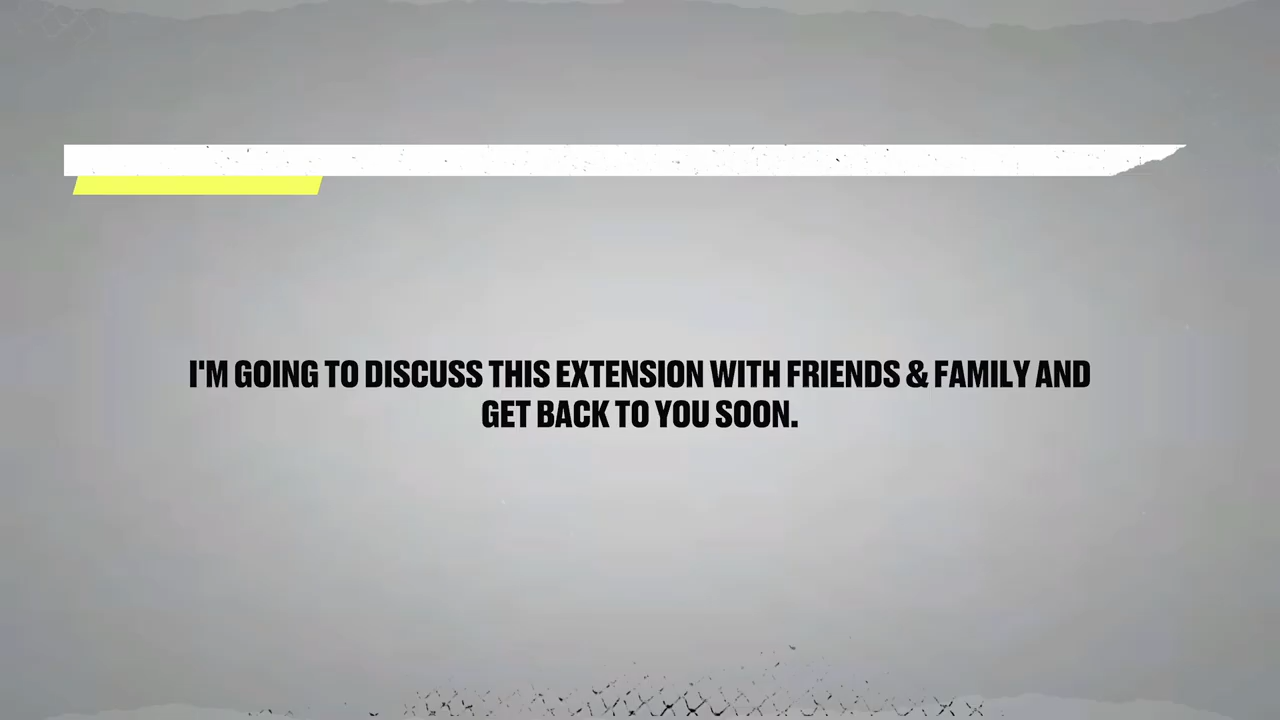 I'M GOING TO DISCUSS THIS EXTENSION WITH FRIENDS & FAMILY AND
GET BACK TO YOU SOON.